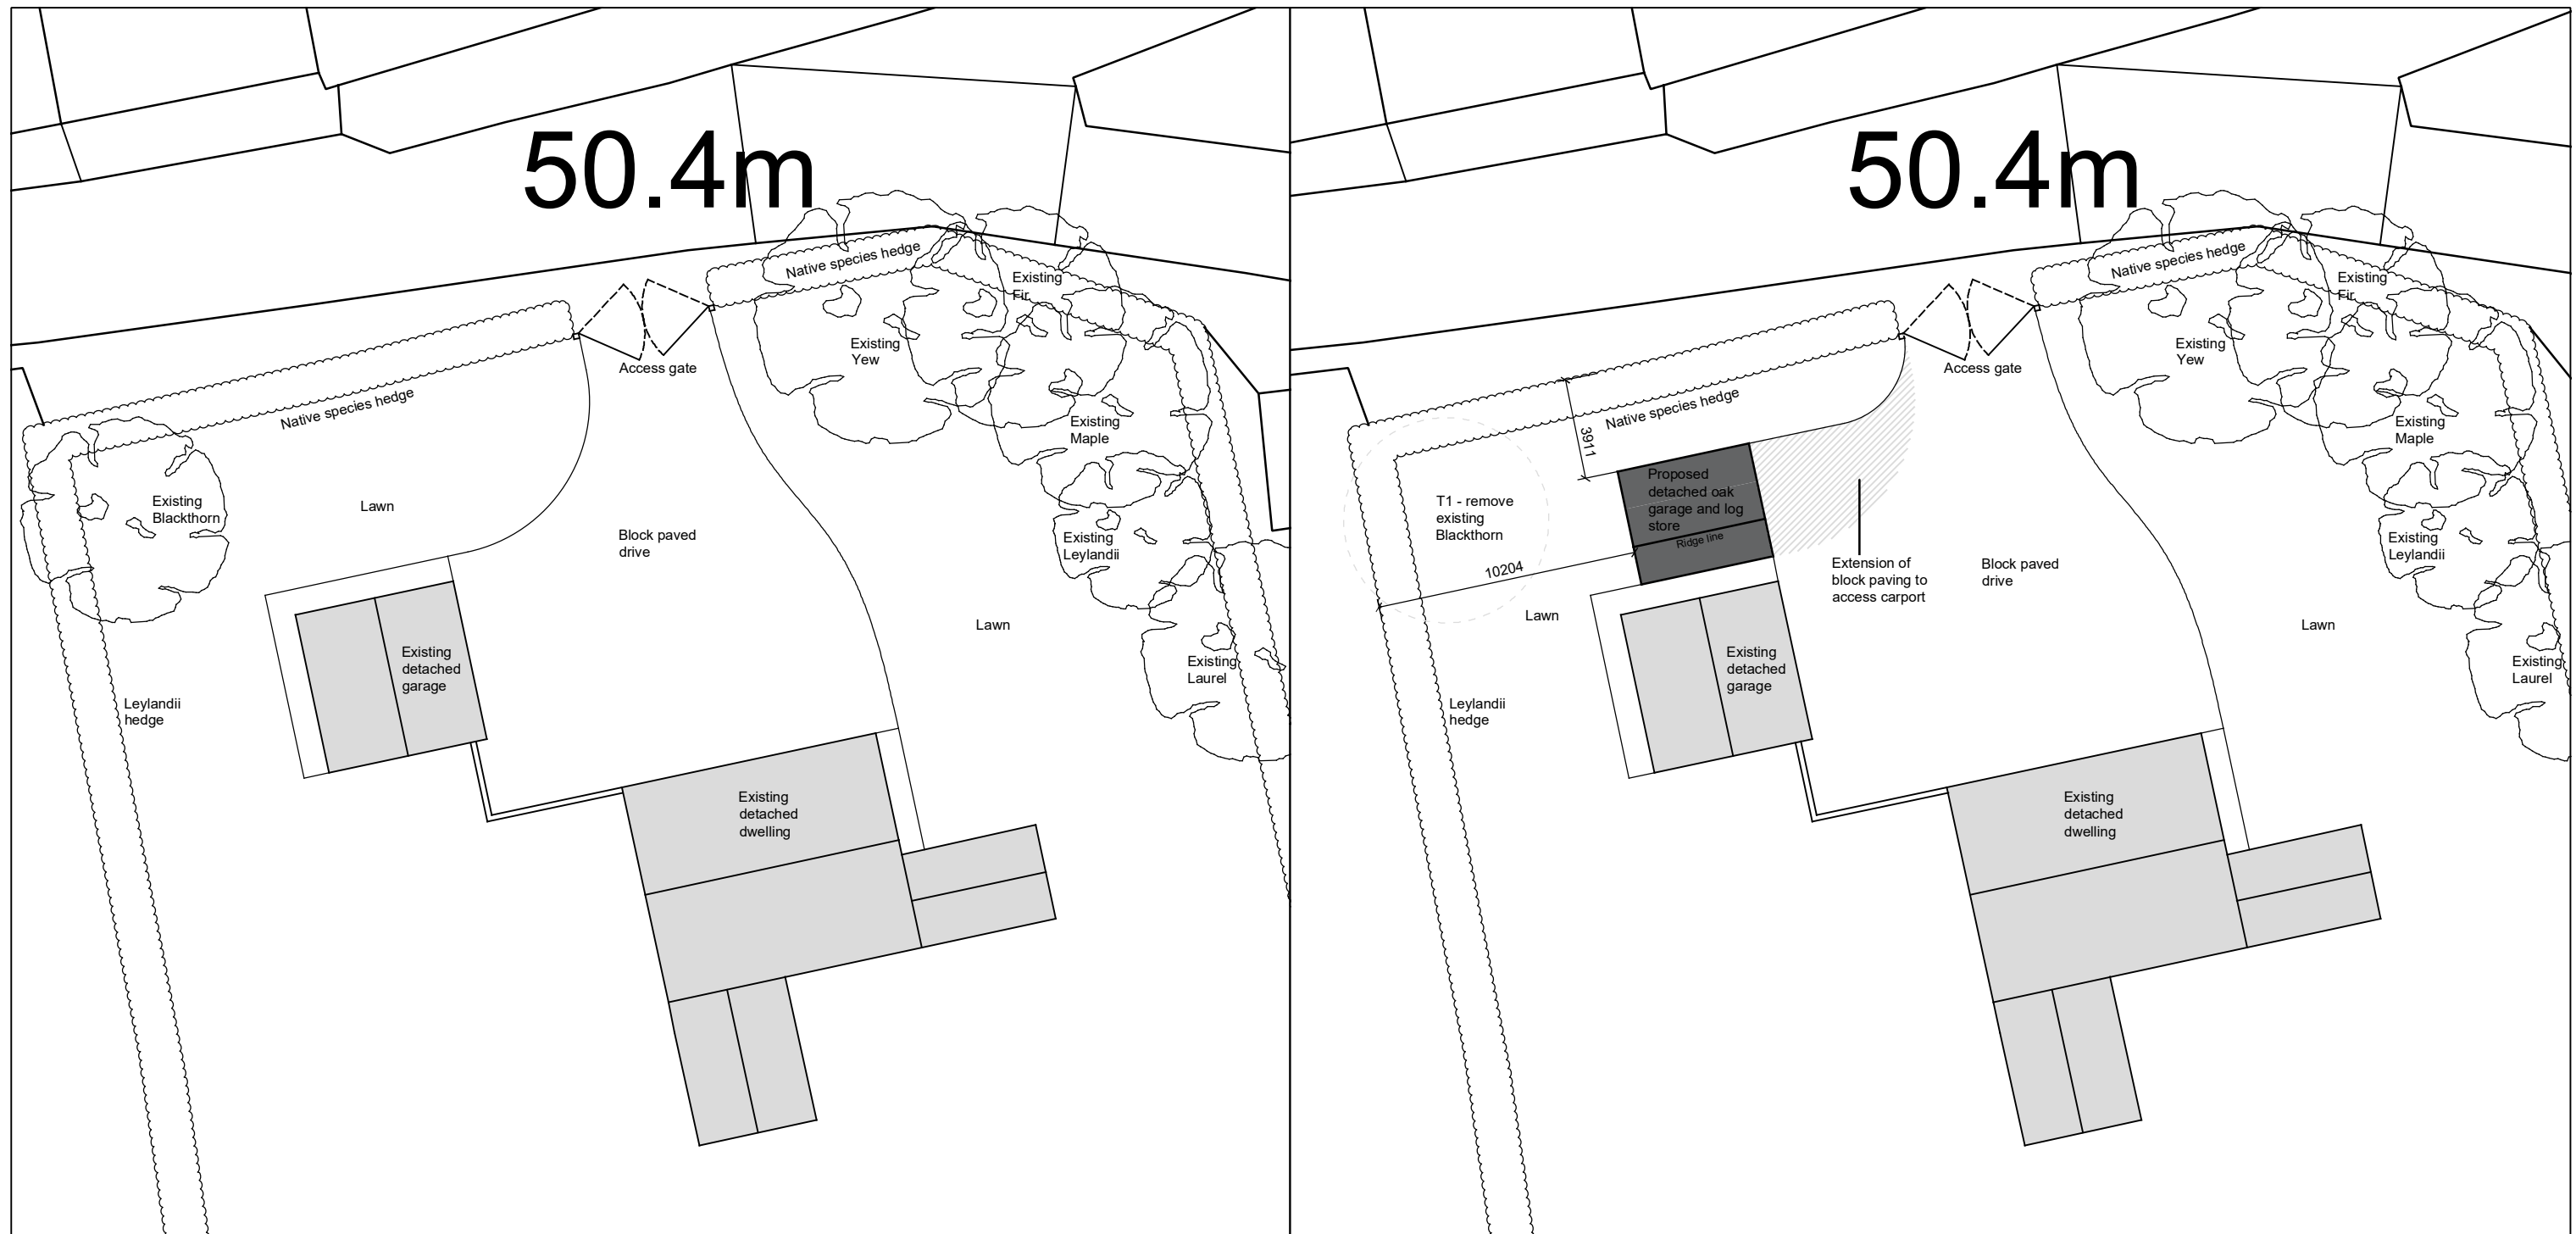 50.4m
Native species hedge
Existing
Fir
Existing
Yew
Access gate
Native species hedge
Existing
Maple
Existing
Blackthorn
Lawn
Block paved
drive
Existing
Leylandii
Lawn
Existing
detached
garage
Existing
Laurel
Leylandii
hedge
Existing
detached
dwelling
50.4m
Native species hedge
Existing
Fir
Existing
Yew
Access gate
Native species hedge
3911
Existing
Maple
Proposed
detached oak
garage and log
store
Ridge line
T1 - remove
existing
Blackthorn
10204
Extension of
block paving to
access carport
Block paved
drive
Existing
Leylandii
Lawn
Lawn
Existing
detached
garage
Existing
Laurel
Leylandii
hedge
Existing
detached
dwelling